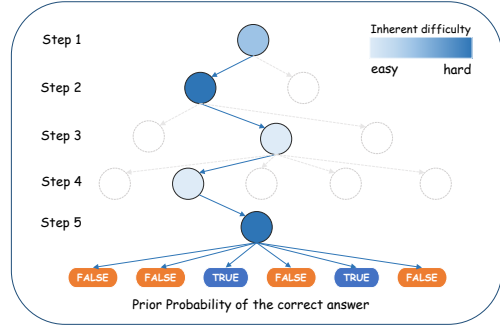 Step 1
Inherent difficulty
easy hard
Step 2
Step 3
Step 4
Step 5
FALSE FALSE TRUE FALSE TRUE FALSE
Prior Probability of the correct answer